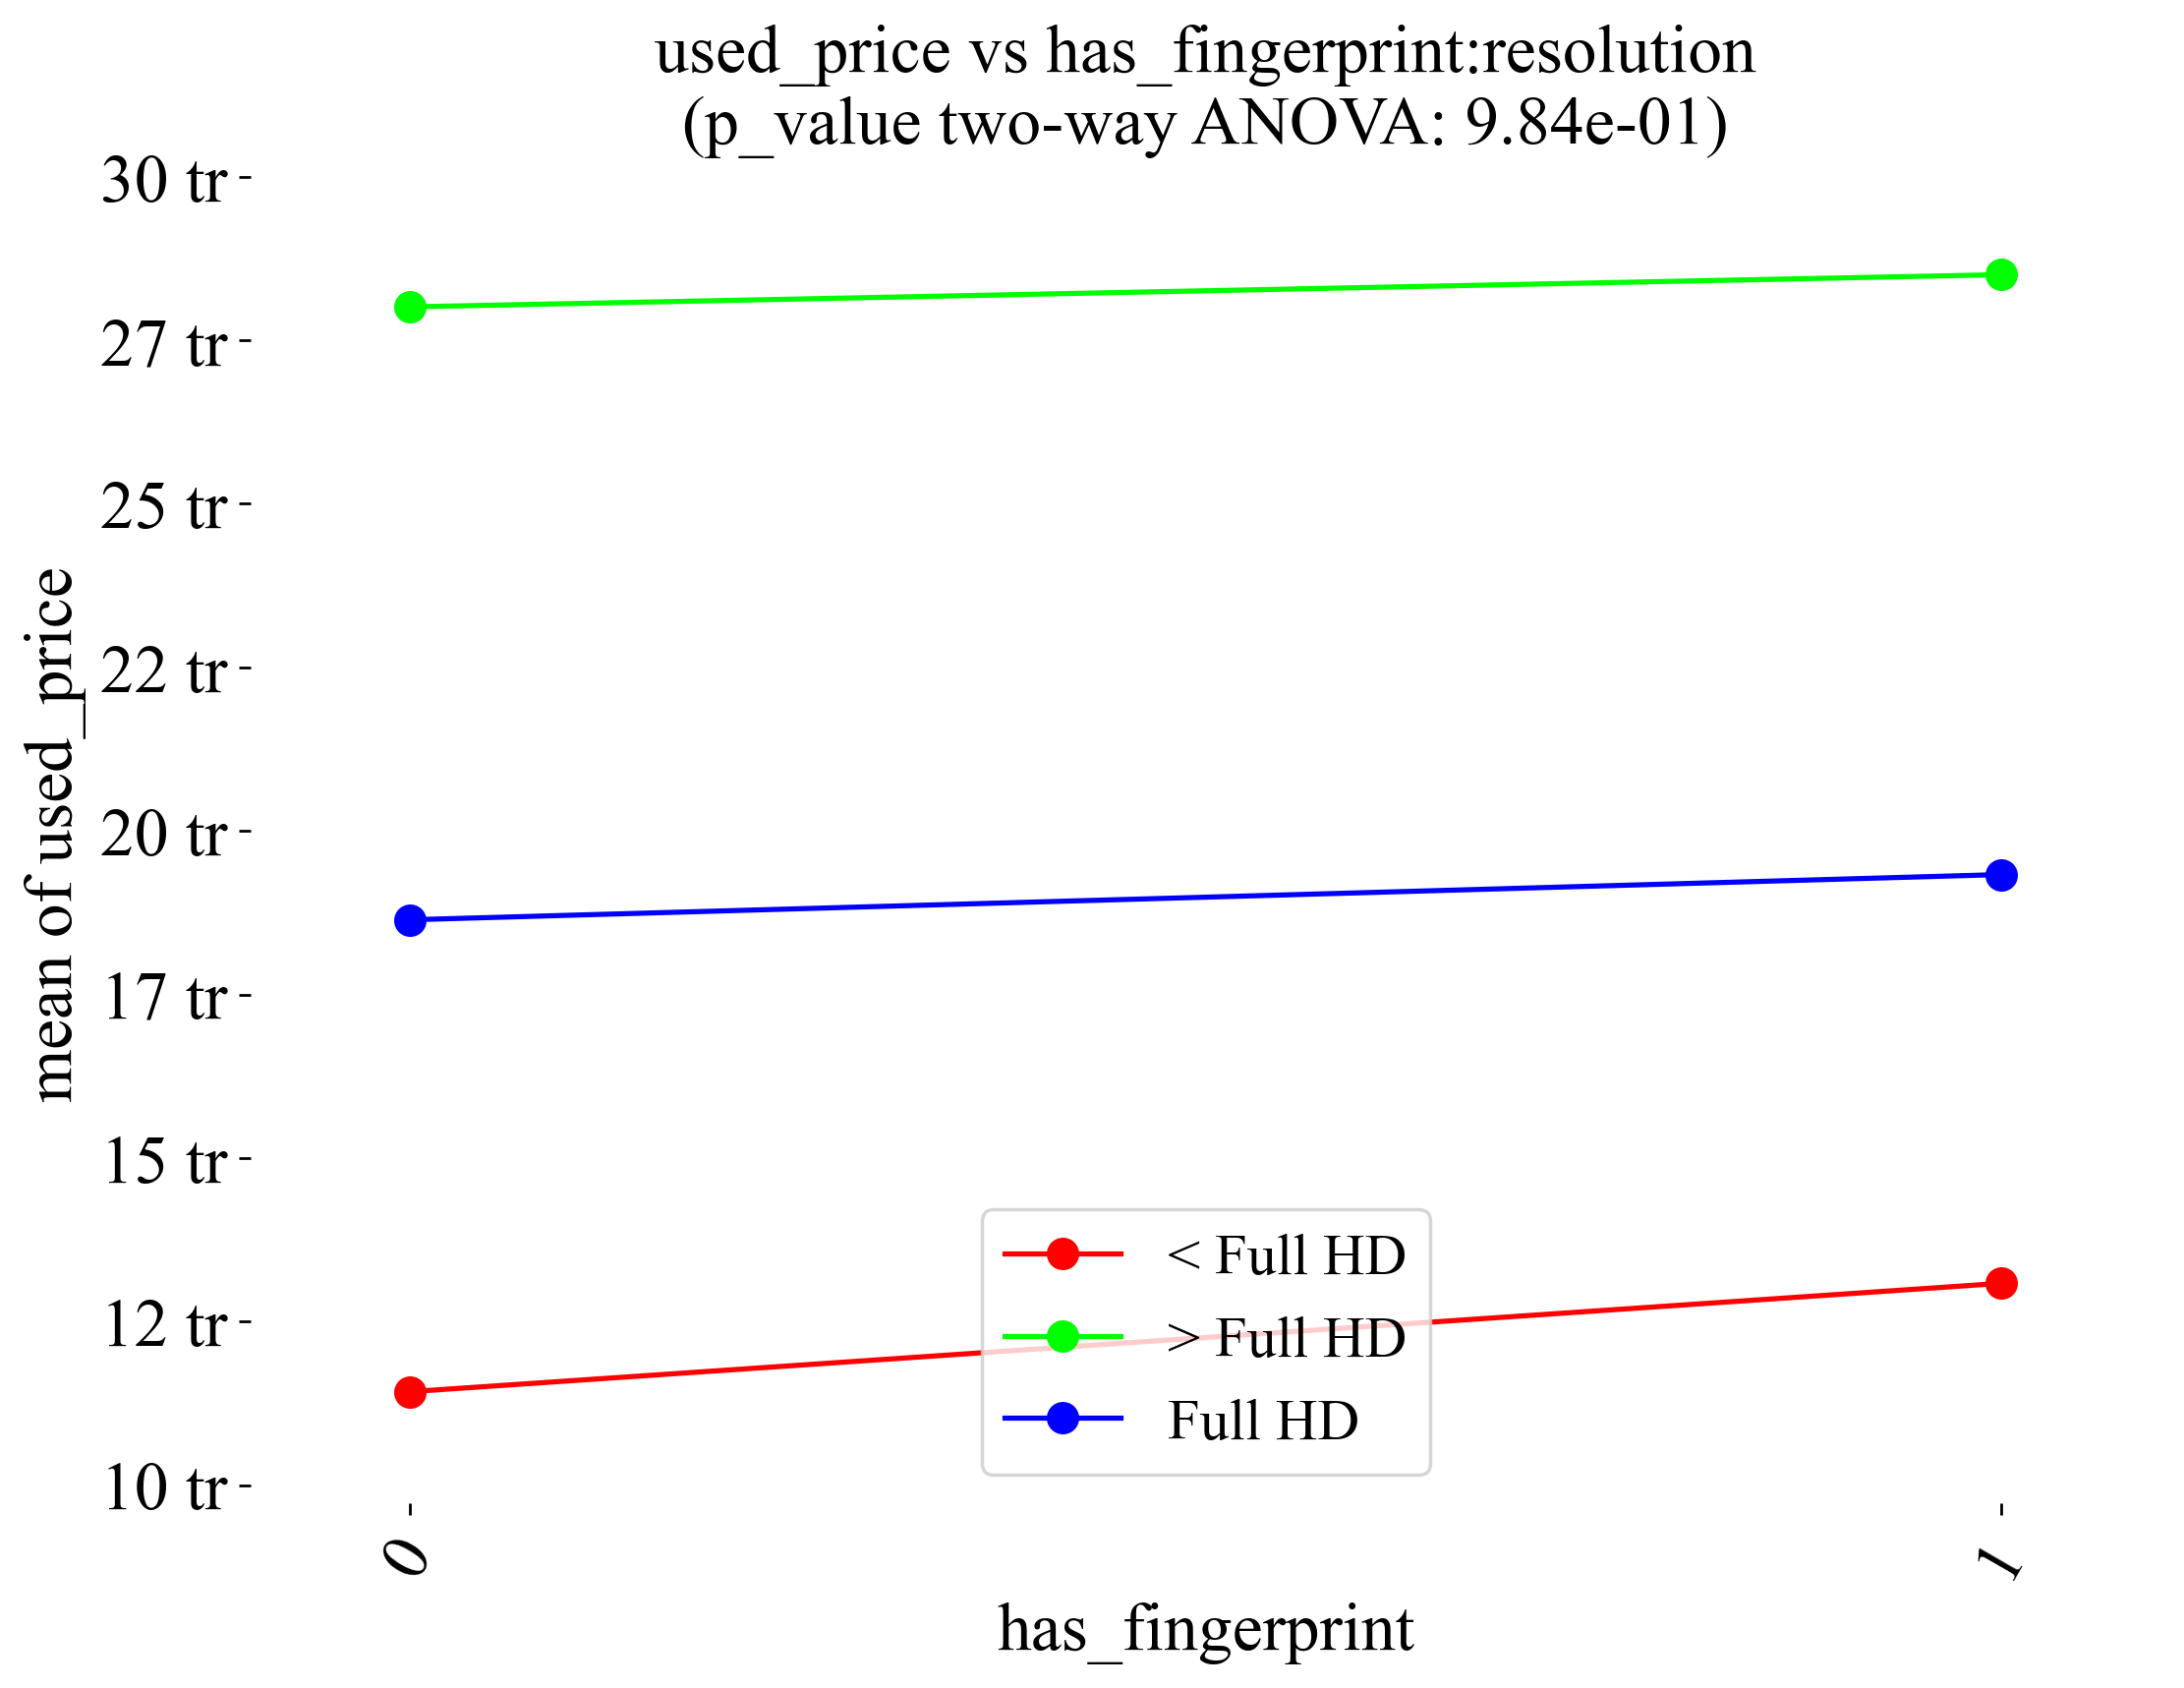 used_price vs has_fingerprint:resolution
(p_value two-way ANOVA: 9.84e-01)
30 tr
27 tr
25 tr
22 tr
20 tr
17 tr
15 tr
12 tr
10 tr
mean of used_price
< Full HD
> Full HD
Full HD
0
1
has_fingerprint